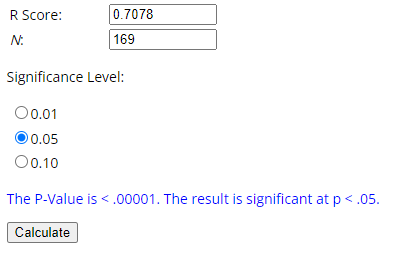 R Score: 0.7078
N: 169
Significance Level:
0.01
0.05
0.10
The P-Value is < .00001. The result is significant at p < .05.
Calculate